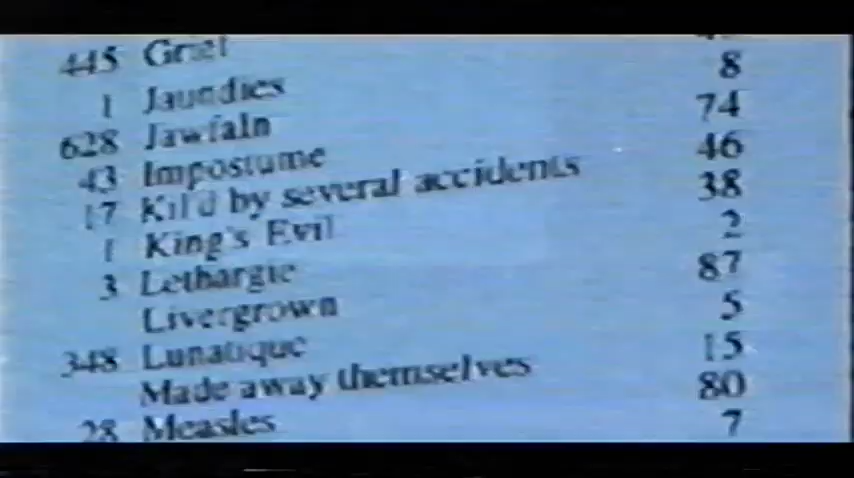 445 Grief
1 Jaundies
628 Jawfaln 8
43 Impostume 74
17 Kil'd by several accidents 46
1 King's Evil 38
3 Lethargie 2
Livergrown 87
348 Lunatique 5
Made away themselves 15
28 Measles 80
7